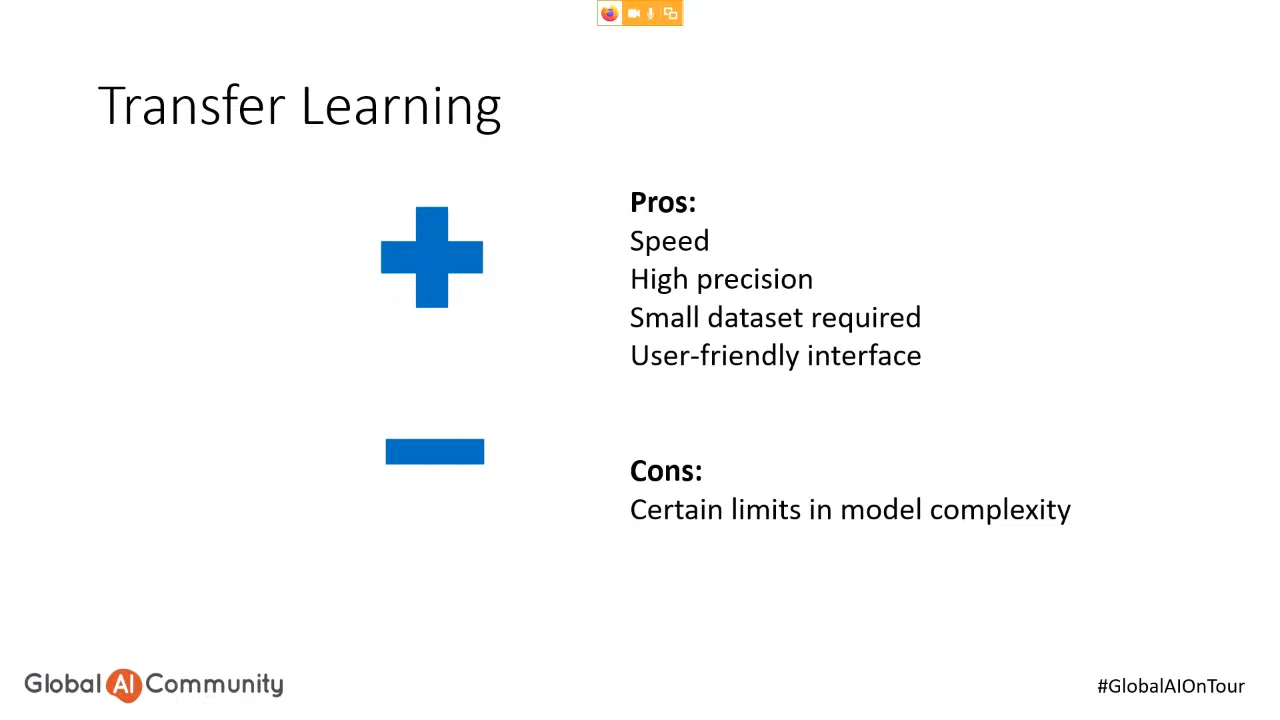 Transfer Learning
Pros:
Speed
High precision
Small dataset required
User-friendly interface
Cons:
Certain limits in model complexity
Global AI Community
#GlobalAIOnTour